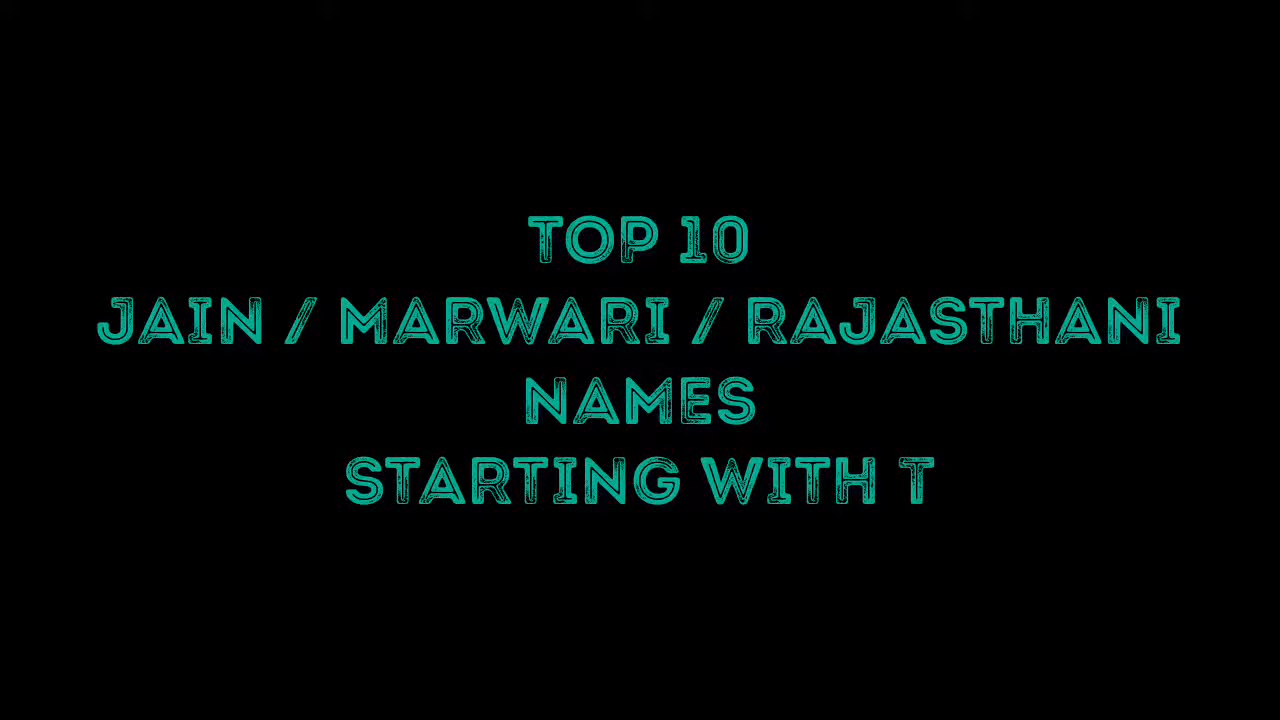 TOP 10
JAIN / MARWARI / RAJASTHANI
NAMES
STARTING WITH T